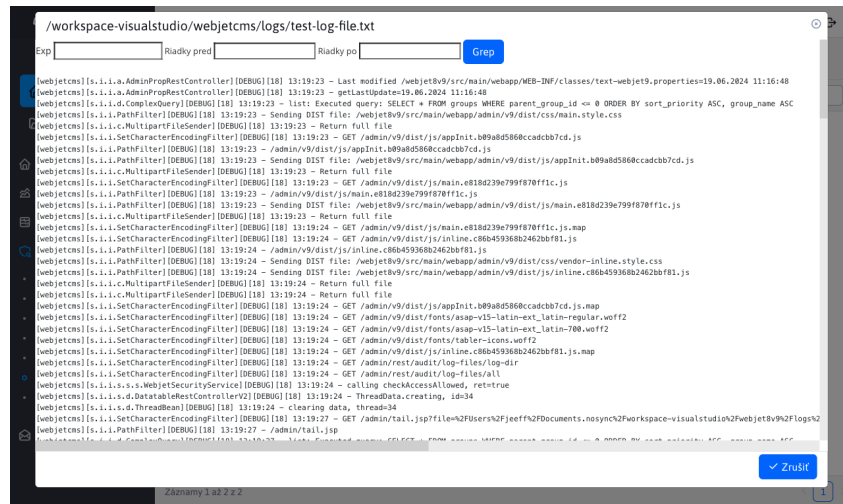 /workspace-visualstudio/webjetcms/logs/test-log-file.txt
Exp Riadky pred Riadky po Grep
[webjetcms][s.i.i.a.AdminPropRestController][DEBUG][18] 13:19:23 – Last modified /webjet8v9/src/main/webapp/WEB-INF/classes/text-webjet9.properties=19.06.2024 11:16:48
[webjetcms][s.i.i.a.AdminPropRestController][DEBUG][18] 13:19:23 – getLastUpdate=19.06.2024 11:16:48
[webjetcms][s.i.i.d.ComplexQuery][DEBUG][18] 13:19:23 – list: Executed query: SELECT * FROM groups WHERE parent_group_id <= 0 ORDER BY sort_priority ASC, group_name ASC
[webjetcms][s.i.i.PathFilter][DEBUG][18] 13:19:23 – Sending DIST file: /webjet8v9/src/main/webapp/admin/v9/dist/css/main.style.css
[webjetcms][s.i.i.c.MultipartFileSender][DEBUG][18] 13:19:23 – Return full file
[webjetcms][s.i.i.SetCharacterEncodingFilter][DEBUG][18] 13:19:23 – GET /admin/v9/dist/js/appInit.b09a8d5860ccadcbb7cd.js
[webjetcms][s.i.i.PathFilter][DEBUG][18] 13:19:23 – /admin/v9/dist/js/appInit.b09a8d5860ccadcbb7cd.js
[webjetcms][s.i.i.PathFilter][DEBUG][18] 13:19:23 – Sending DIST file: /webjet8v9/src/main/webapp/admin/v9/dist/js/appInit.b09a8d5860ccadcbb7cd.js
[webjetcms][s.i.i.c.MultipartFileSender][DEBUG][18] 13:19:23 – Return full file
[webjetcms][s.i.i.SetCharacterEncodingFilter][DEBUG][18] 13:19:23 – GET /admin/v9/dist/js/main.e818d239e799f870ff1c.js
[webjetcms][s.i.i.PathFilter][DEBUG][18] 13:19:23 – /admin/v9/dist/js/main.e818d239e799f870ff1c.js
[webjetcms][s.i.i.PathFilter][DEBUG][18] 13:19:23 – Sending DIST file: /webjet8v9/src/main/webapp/admin/v9/dist/js/main.e818d239e799f870ff1c.js
[webjetcms][s.i.i.c.MultipartFileSender][DEBUG][18] 13:19:23 – Return full file
[webjetcms][s.i.i.SetCharacterEncodingFilter][DEBUG][18] 13:19:24 – GET /admin/v9/dist/js/main.e818d239e799f870ff1c.js.map
[webjetcms][s.i.i.SetCharacterEncodingFilter][DEBUG][18] 13:19:24 – GET /admin/v9/dist/js/inline.c86b459368b2462bbf81.js
[webjetcms][s.i.i.PathFilter][DEBUG][18] 13:19:24 – /admin/v9/dist/js/inline.c86b459368b2462bbf81.js
[webjetcms][s.i.i.PathFilter][DEBUG][18] 13:19:24 – Sending DIST file: /webjet8v9/src/main/webapp/admin/v9/dist/css/vendor-inline.style.css
[webjetcms][s.i.i.PathFilter][DEBUG][18] 13:19:24 – Sending DIST file: /webjet8v9/src/main/webapp/admin/v9/dist/js/inline.c86b459368b2462bbf81.js
[webjetcms][s.i.i.c.MultipartFileSender][DEBUG][18] 13:19:24 – Return full file
[webjetcms][s.i.i.c.MultipartFileSender][DEBUG][18] 13:19:24 – Return full file
[webjetcms][s.i.i.SetCharacterEncodingFilter][DEBUG][18] 13:19:24 – GET /admin/v9/dist/js/appInit.b09a8d5860ccadcbb7cd.js.map
[webjetcms][s.i.i.SetCharacterEncodingFilter][DEBUG][18] 13:19:24 – GET /admin/v9/dist/fonts/asap-v15-latin-ext_latin-regular.woff2
[webjetcms][s.i.i.SetCharacterEncodingFilter][DEBUG][18] 13:19:24 – GET /admin/v9/dist/fonts/asap-v15-latin-ext_latin-700.woff2
[webjetcms][s.i.i.SetCharacterEncodingFilter][DEBUG][18] 13:19:24 – GET /admin/v9/dist/fonts/tabler-icons.woff2
[webjetcms][s.i.i.SetCharacterEncodingFilter][DEBUG][18] 13:19:24 – GET /admin/v9/dist/js/inline.c86b459368b2462bbf81.js.map
[webjetcms][s.i.i.SetCharacterEncodingFilter][DEBUG][18] 13:19:24 – GET /admin/rest/audit/log-files/log-dir
[webjetcms][s.i.i.SetCharacterEncodingFilter][DEBUG][18] 13:19:24 – GET /admin/rest/audit/log-files/all
[webjetcms][s.i.i.s.s.s.WebjetSecurityService][DEBUG][18] 13:19:24 – calling checkAccessAllowed, ret=true
[webjetcms][s.i.i.s.d.DatatableRestControllerV2][DEBUG][18] 13:19:24 – ThreadData.creating, id=34
[webjetcms][s.i.i.s.d.ThreadBean][DEBUG][18] 13:19:24 – clearing data, thread=34
[webjetcms][s.i.i.SetCharacterEncodingFilter][DEBUG][18] 13:19:27 – GET /admin/tail.jsp?file=%2FUsers%2Fjeeff%2FDocuments.nosync%2Fworkspace-visualstudio%2Fwebjet8v9%2Flogs%2
[webjetcms][s.i.i.PathFilter][DEBUG][18] 13:19:27 – /admin/tail.jsp
Zrušiť
Záznamy 1 až 2 z 2
1